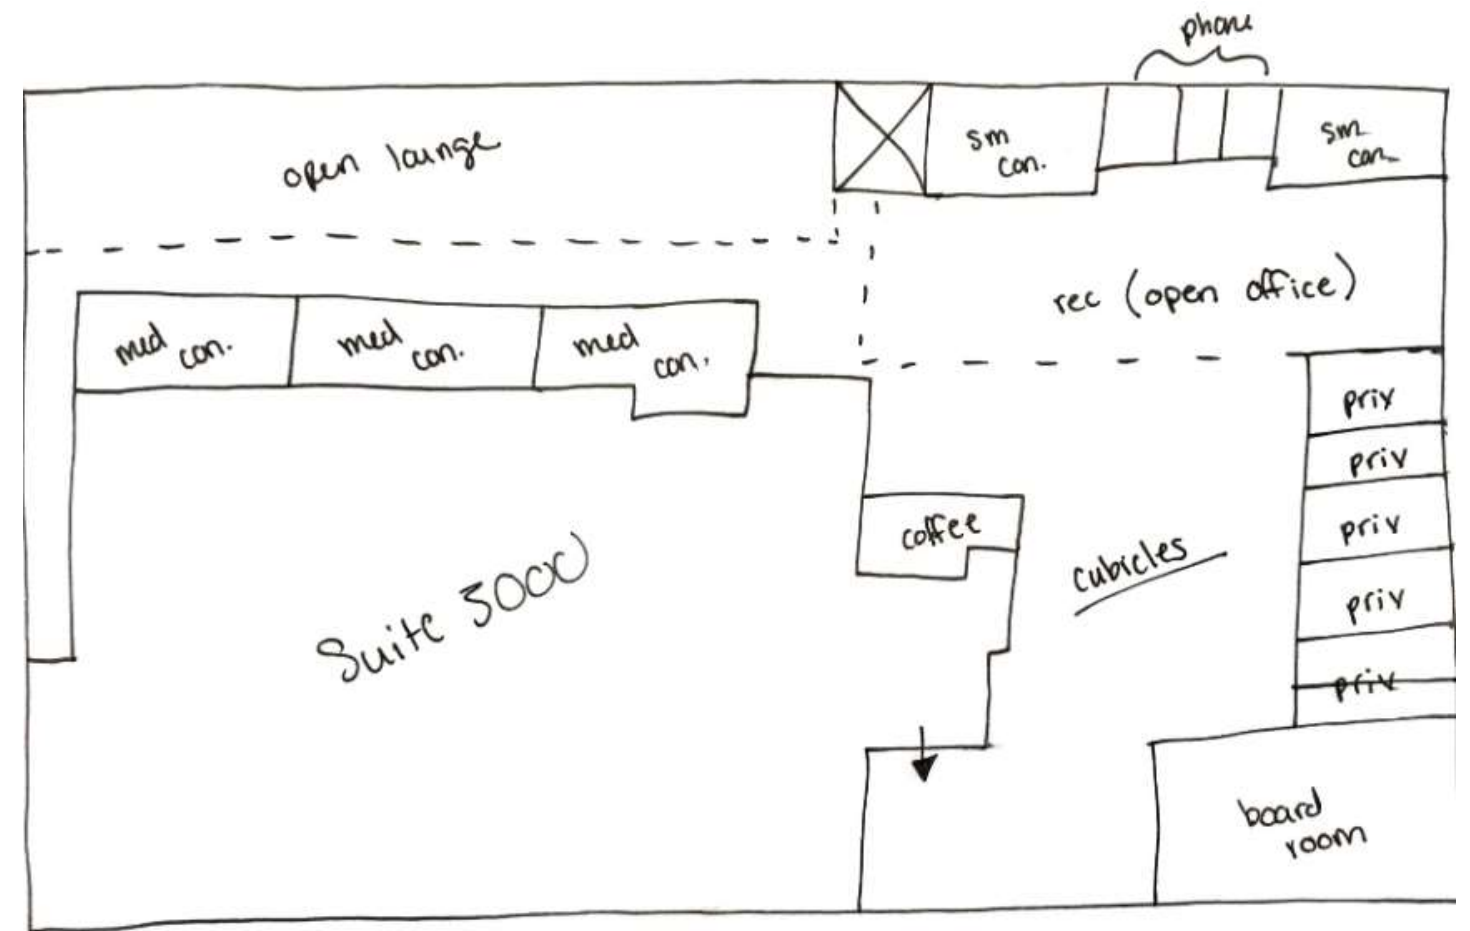 phone
open lounge
sm
con.
sm
con.
rec (open office)
med
con.
med
con.
med
con.
priv
priv
coffee
priv
cubicles
priv
Suite 3000
priv
board
room